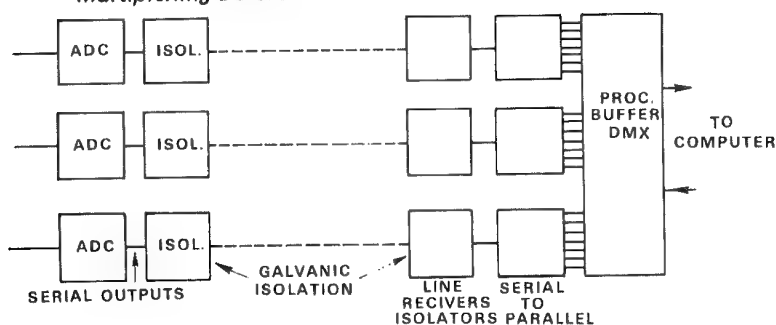 ADC
ISOL.
ADC
ISOL.
ADC
ISOL.
PROC.
BUFFER
DMX
TO
COMPUTER
SERIAL OUTPUTS
GALVANIC
ISOLATION
LINE
RECIVERS
ISOLATORS
SERIAL
TO
PARALLEL